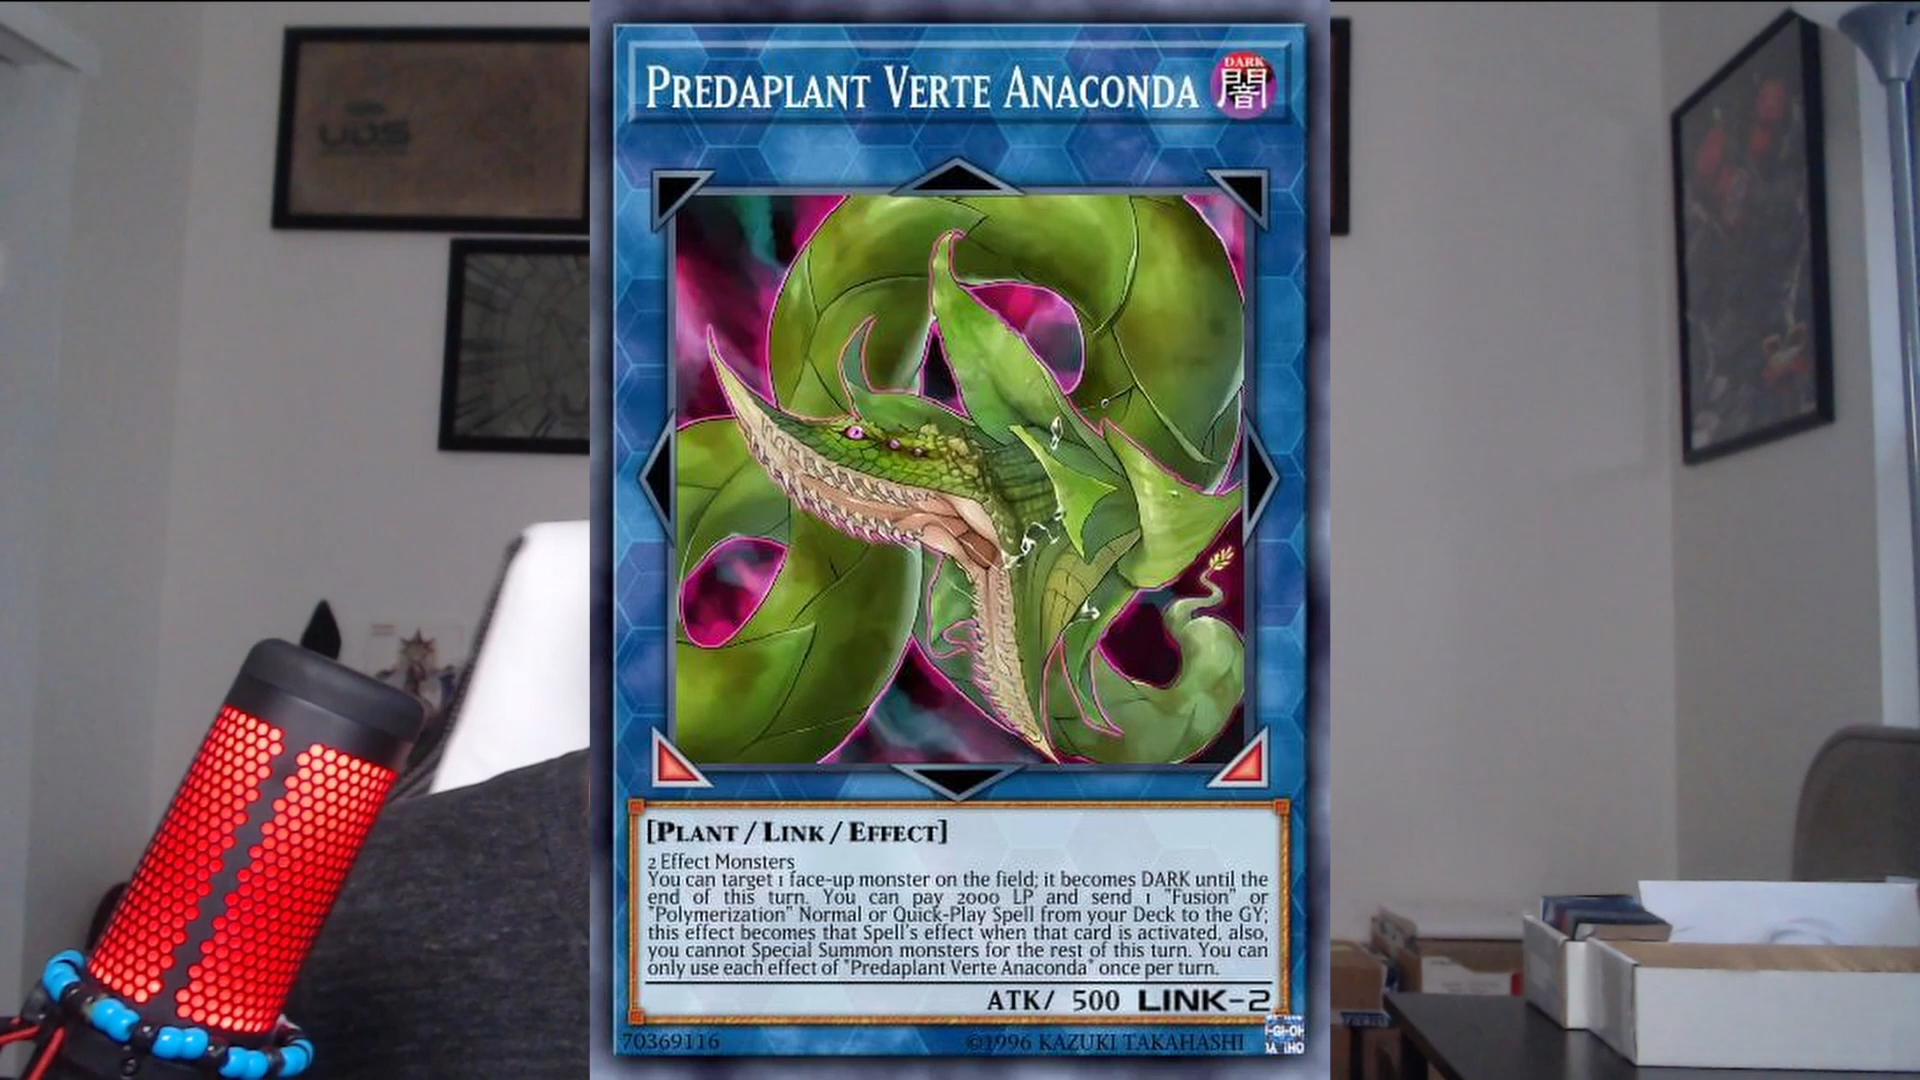 UDS
PREDAPLANT VERTE ANACONDA
DARK
闇
[PLANT / LINK / EFFECT]
2 Effect Monsters
You can target 1 face-up monster on the field; it becomes DARK until the
end of this turn. You can pay 2000 LP and send 1 "Fusion" or
"Polymerization" Normal or Quick-Play Spell from your Deck to the GY;
this effect becomes that Spell's effect when that card is activated, also,
you cannot Special Summon monsters for the rest of this turn. You can
only use each effect of "Predaplant Verte Anaconda" once per turn.
ATK/ 500 LINK-2
70369116 ©1996 KAZUKI TAKAHASHI